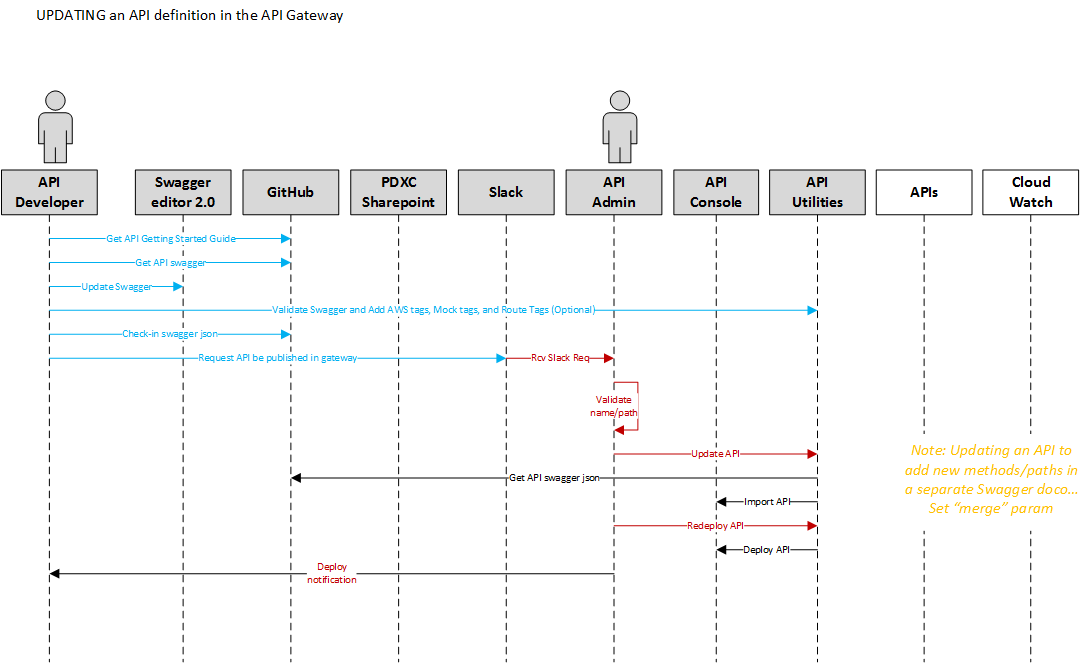 UPDATING an API definition in the API Gateway
API
Developer
Swagger
editor 2.0
GitHub
PDXC
Sharepoint
Slack
API
Admin
API
Console
API
Utilities
APIs
Cloud
Watch
Get API Getting Started Guide
Get API swagger
Update Swagger
Validate Swagger and Add AWS tags, Mock tags, and Route Tags (Optional)
Check-in swagger json
Request API be published in gateway
Rcv Slack Req
Validate
name/path
Update API
Get API swagger json
Import API
Redeploy API
Deploy API
Deploy
notification
Note: Updating an API to
add new methods/paths in
a separate Swagger doco...
Set “merge” param